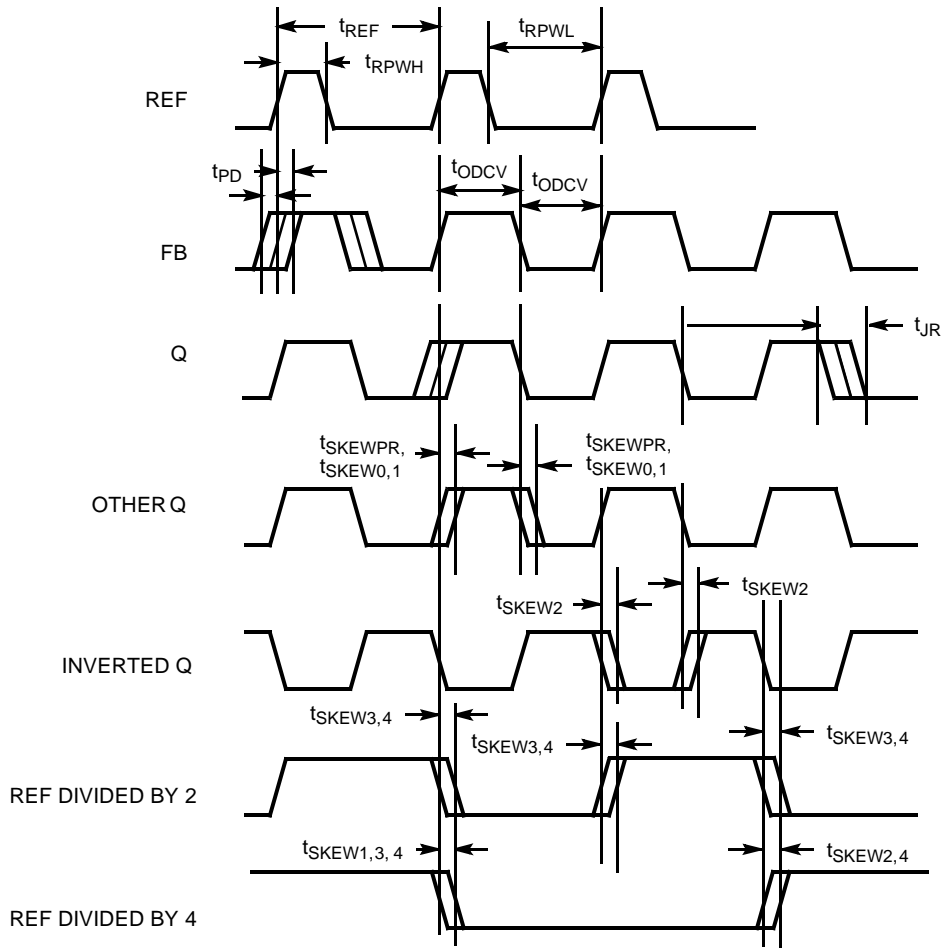 tREF
tRPWL
tRPWH
REF
tPD
tODCV
tODCV
FB
tJR
Q
tSKEWPR,
tSKEW0,1
tSKEWPR,
tSKEW0,1
OTHER Q
tSKEW2
tSKEW2
INVERTED Q
tSKEW3,4
tSKEW3,4
tSKEW3,4
REF DIVIDED BY 2
tSKEW1,3, 4
tSKEW2,4
REF DIVIDED BY 4